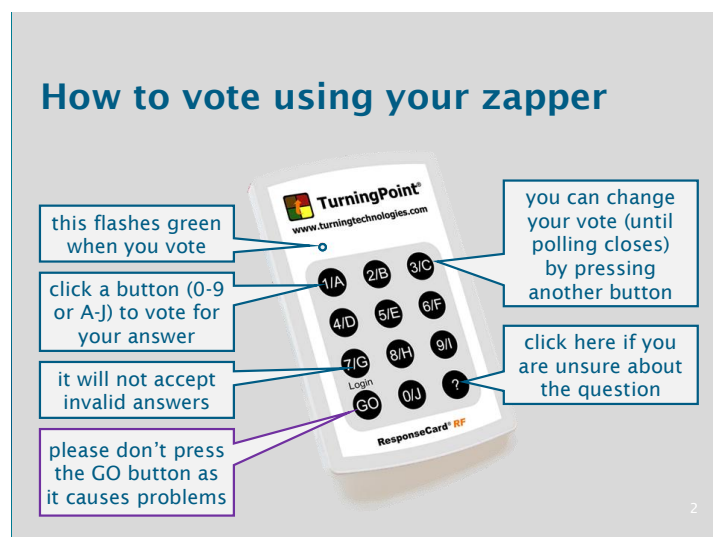 How to vote using your zapper
this flashes green
when you vote
click a button (0-9
or A-J) to vote for
your answer
it will not accept
invalid answers
please don’t press
the GO button as
it causes problems
TurningPoint®
www.turningtechnologies.com
1/A 2/B 3/C
4/D 5/E 6/F
7/G 8/H 9/I
Login
GO 0/J ?
ResponseCard® RF
you can change
your vote (until
polling closes)
by pressing
another button
click here if you
are unsure about
the question
2